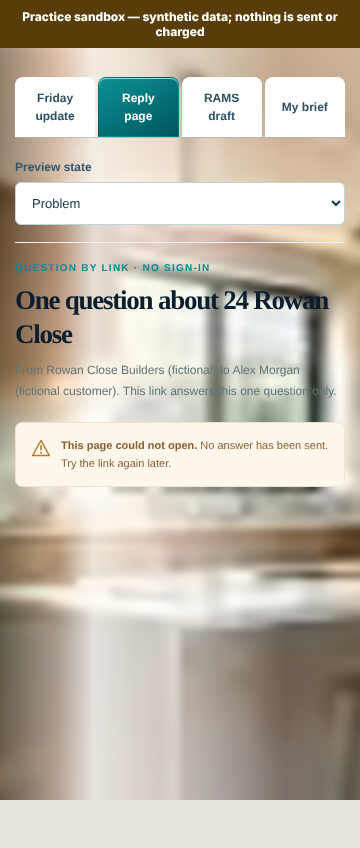 Practice sandbox — synthetic data; nothing is sent or
charged
Friday
update
Reply
page
RAMS
draft
My brief
Preview state
Problem
QUESTION BY LINK · NO SIGN-IN
One question about 24 Rowan
Close
From Rowan Close Builders (fictional) to Alex Morgan
(fictional customer). This link answers this one question only.
This page could not open. No answer has been sent.
Try the link again later.